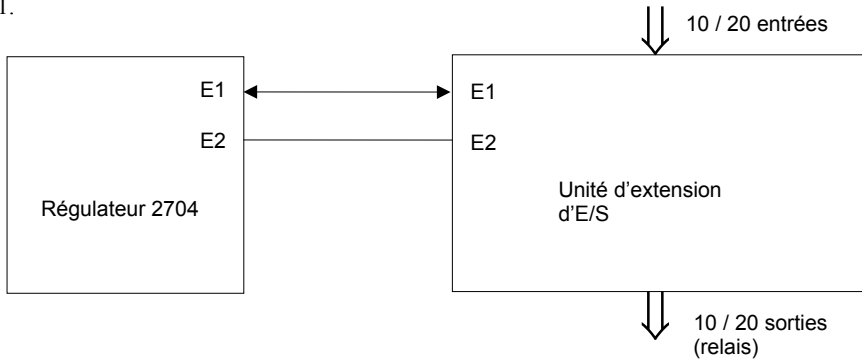 1.
10 / 20 entrées
E1
E1
E2
E2
Régulateur 2704
Unité d'extension
d'E/S
10 / 20 sorties
(relais)